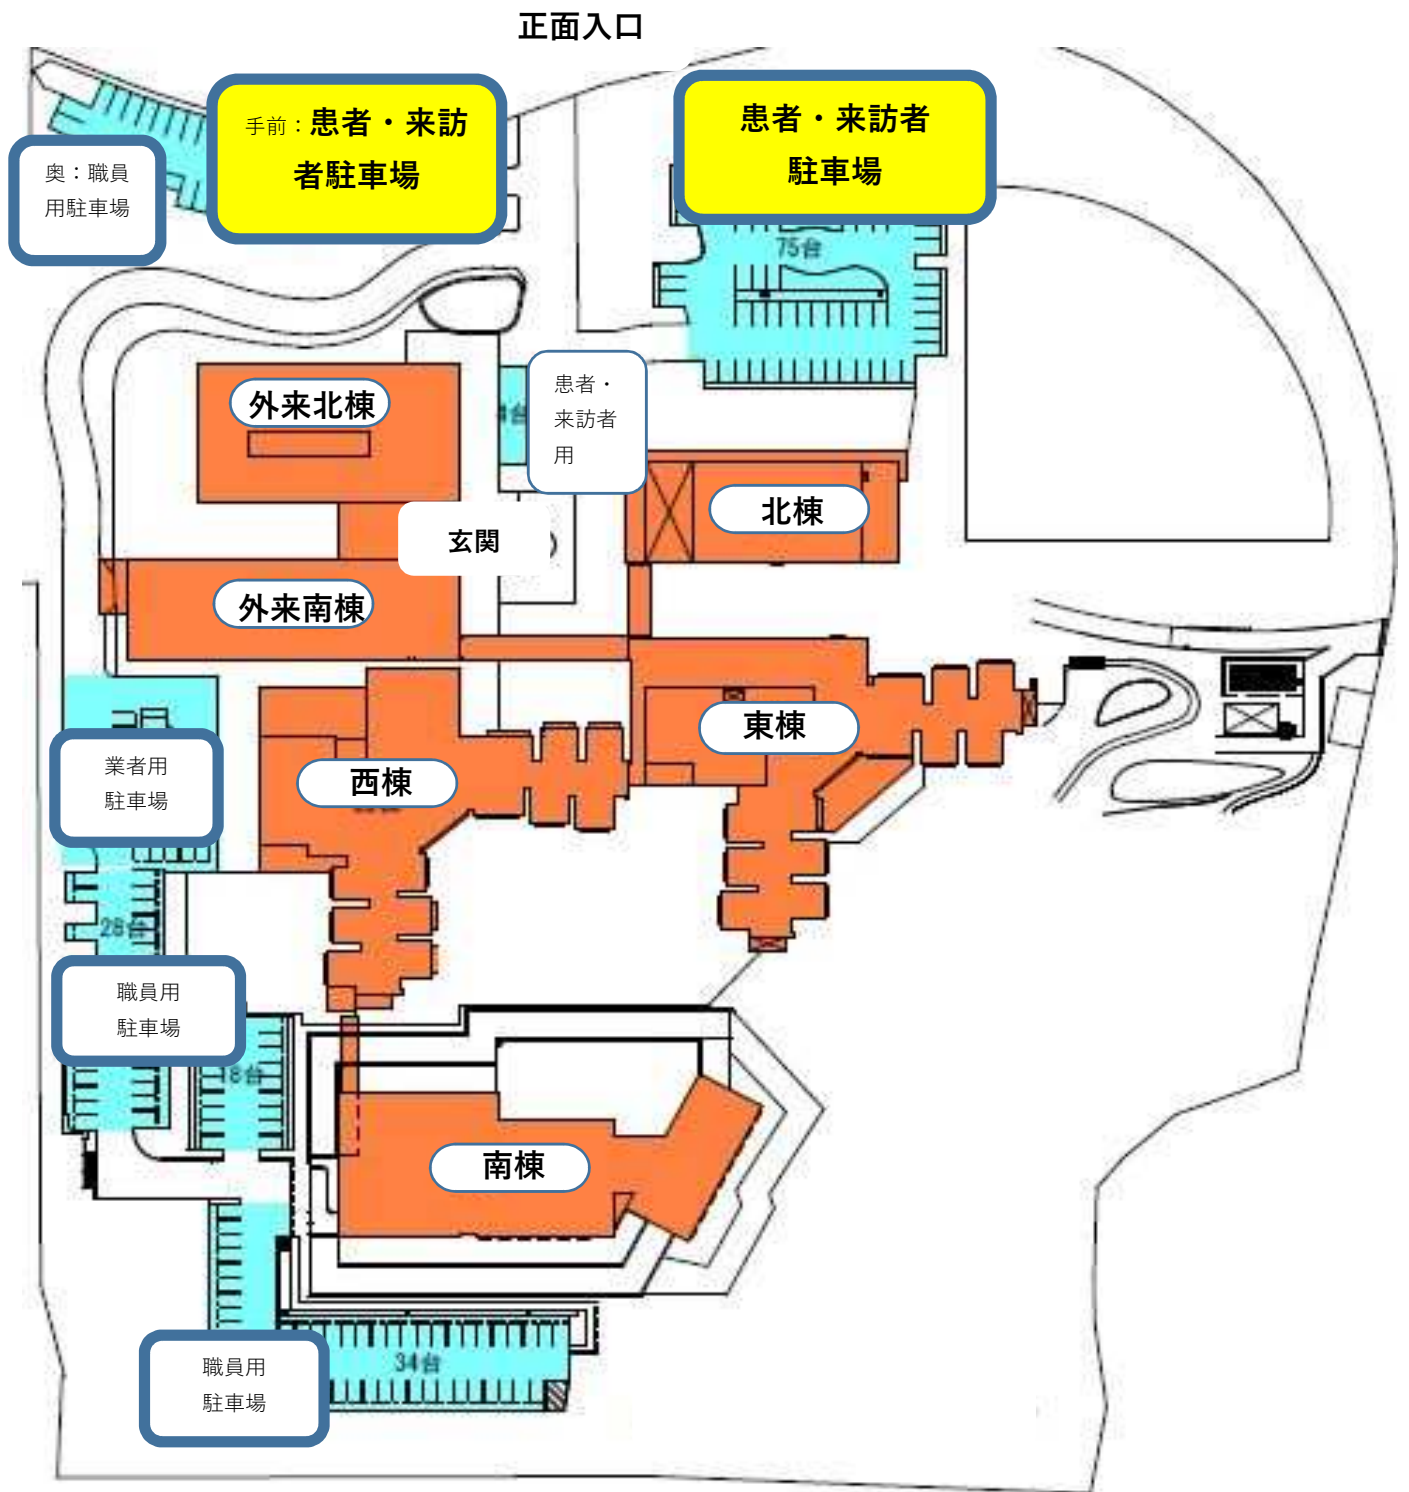 正面入口
手前：患者・来訪
者駐車場
患者・来訪者
駐車場
奥：職員
用駐車場
75台
患者・
来訪者
用
外来北棟
北棟
玄関
外来南棟
東棟
西棟
業者用
駐車場
28台
職員用
駐車場
18台
南棟
34台
職員用
駐車場